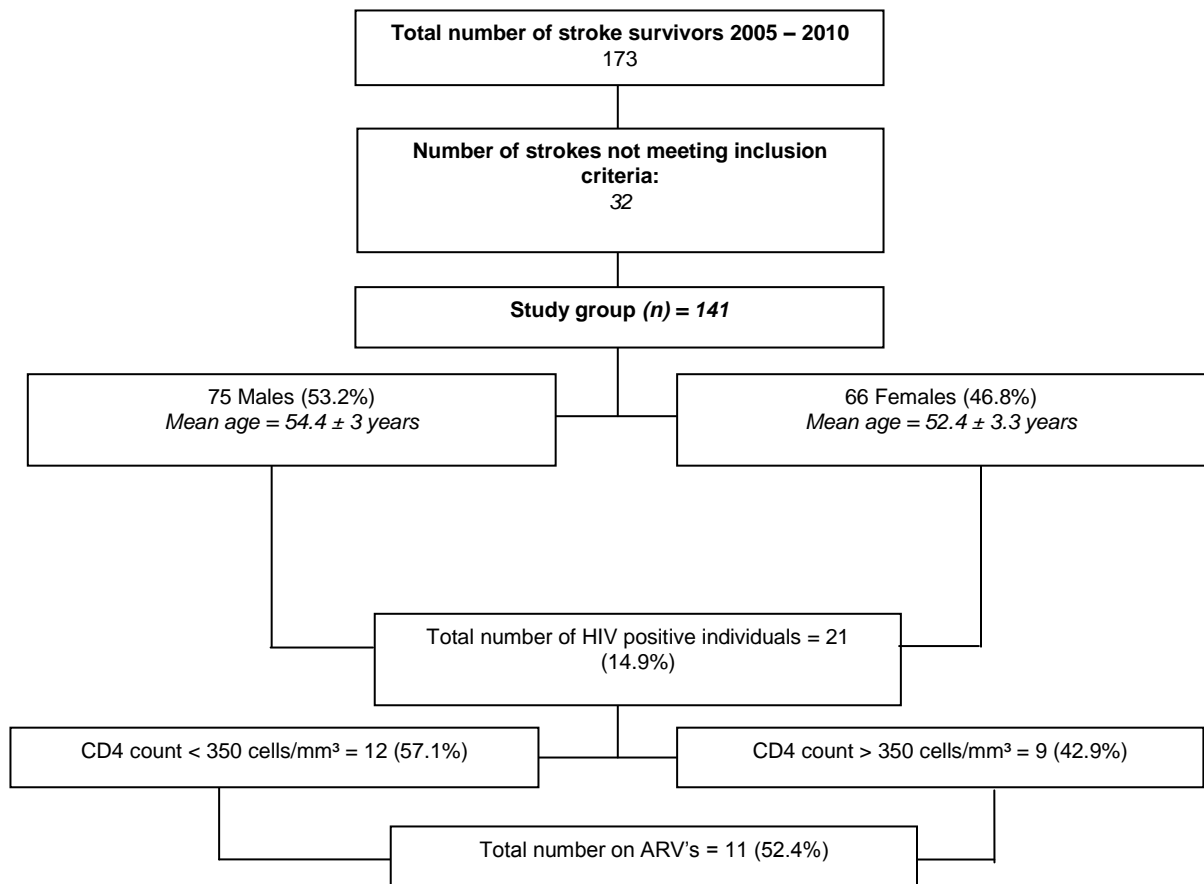 Total number of stroke survivors 2005 – 2010
173
Number of strokes not meeting inclusion
criteria:
32
Study group (n) = 141
75 Males (53.2%)
Mean age = 54.4 ± 3 years
66 Females (46.8%)
Mean age = 52.4 ± 3.3 years
Total number of HIV positive individuals = 21
(14.9%)
CD4 count < 350 cells/mm³ = 12 (57.1%)
CD4 count > 350 cells/mm³ = 9 (42.9%)
Total number on ARV’s = 11 (52.4%)